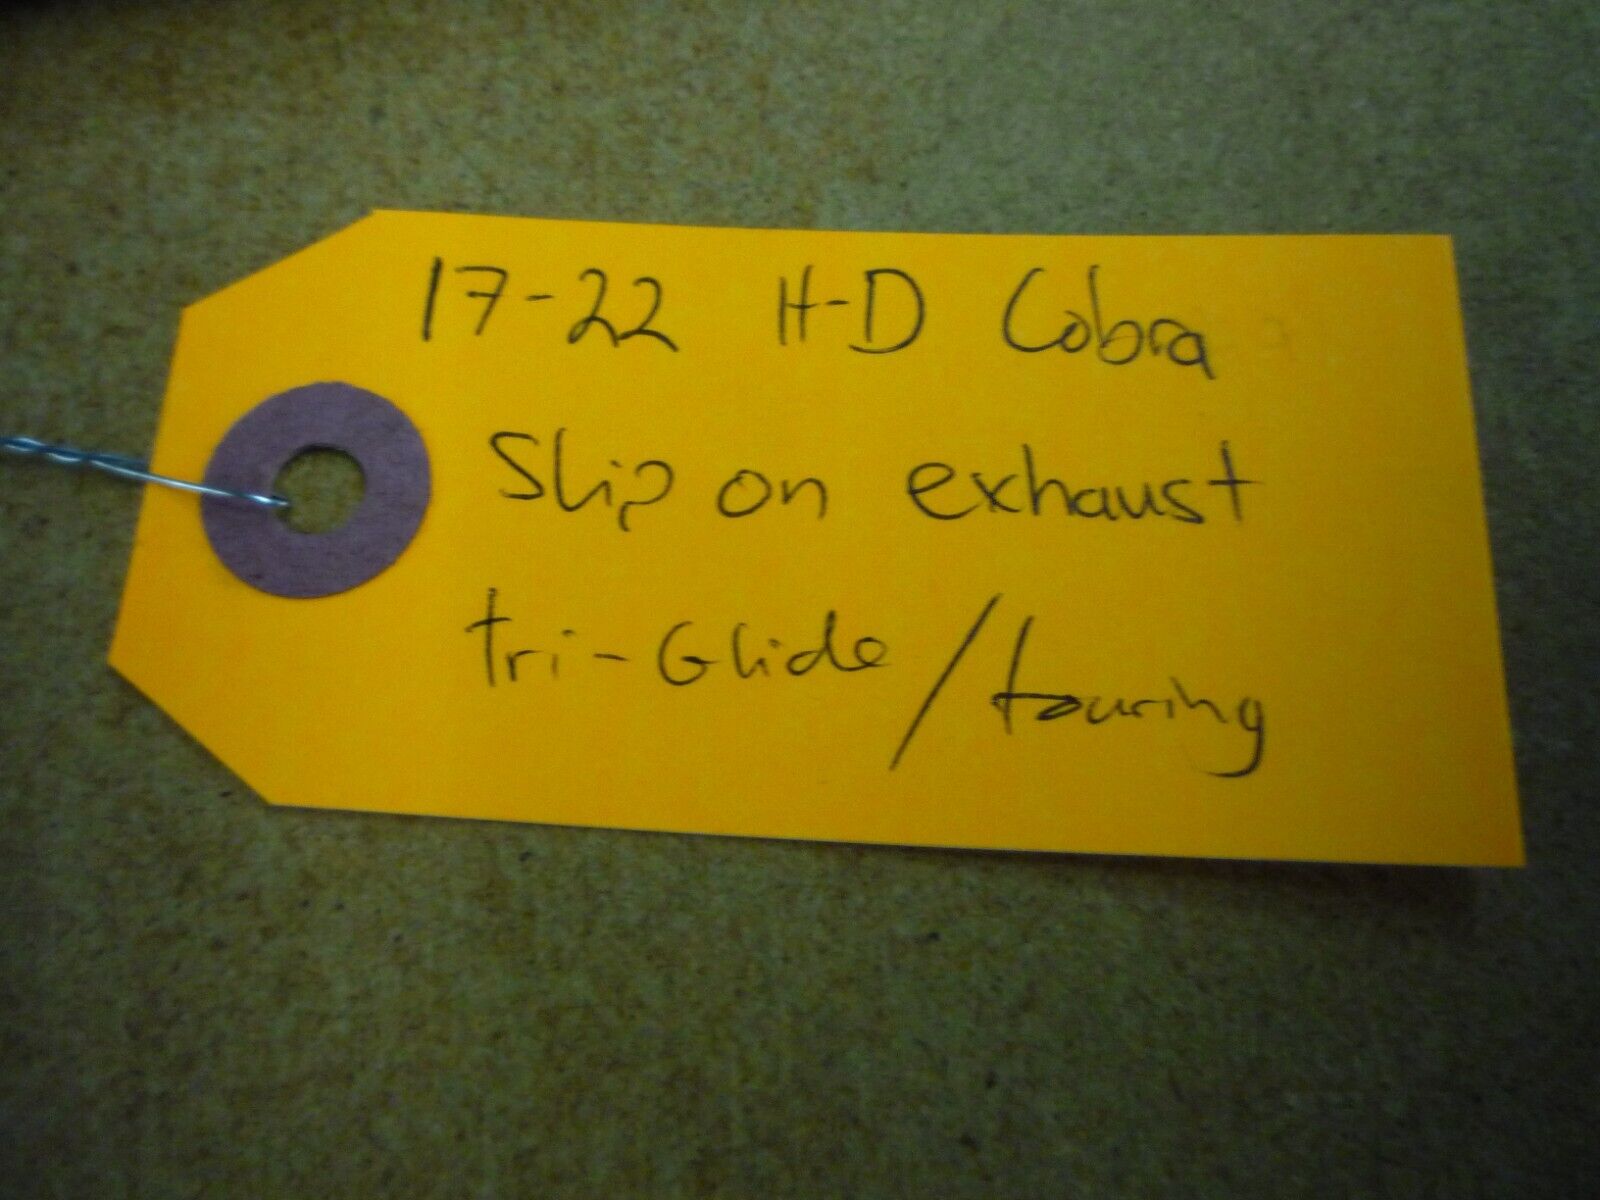 17-22 H-D Cobra
Slip on exhaust
tri-Glide/touring